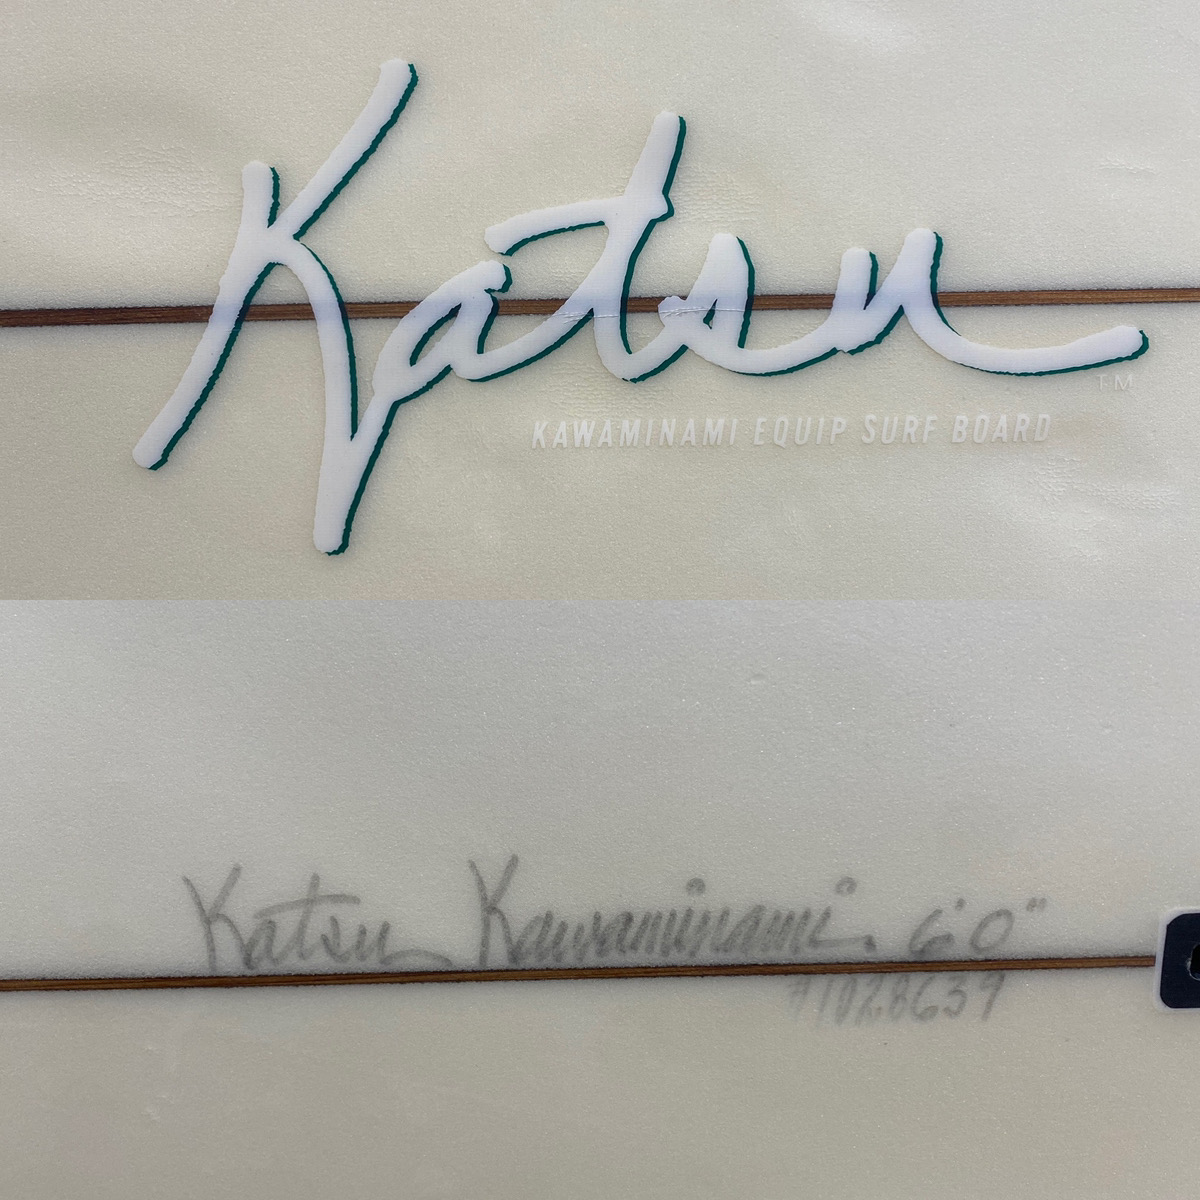 Katsu
TM
KAWAMINAMI EQUIP SURF BOARD
Katsu Kawaminami. 6'0"
#1028639